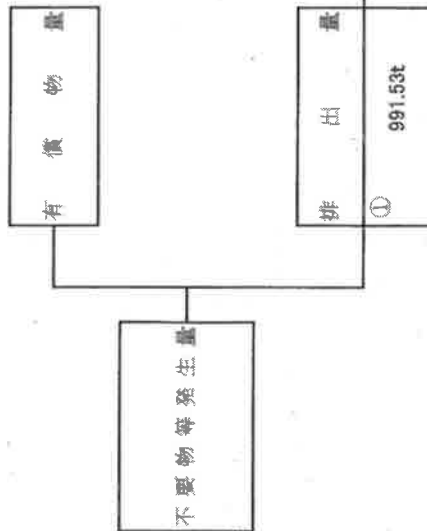 不要物等発生量
有償物量
排出量
①
991.53t